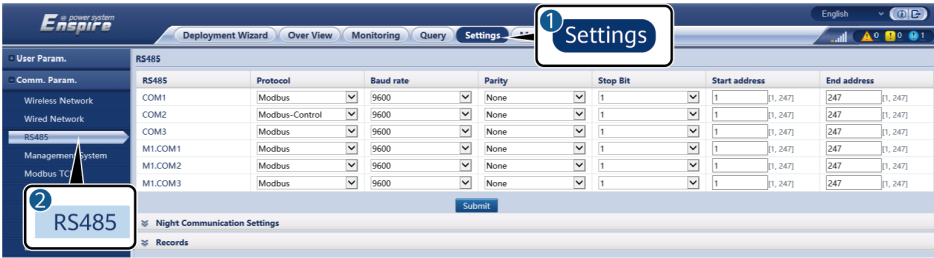 e power system
Enspire
English
Deployment Wizard Over View Monitoring Query Settings
1
Settings
0 0 1
User Param.
RS485
Comm. Param.
RS485 Protocol Baud rate Parity Stop Bit Start address End address
Wireless Network
COM1 Modbus 9600 None 1 1 [1, 247] 247 [1, 247]
Wired Network
COM2 Modbus-Control 9600 None 1 1 [1, 247] 247 [1, 247]
RS485
COM3 Modbus 9600 None 1 1 [1, 247] 247 [1, 247]
Management System
M1.COM1 Modbus 9600 None 1 1 [1, 247] 247 [1, 247]
Modbus TC
M1.COM2 Modbus 9600 None 1 1 [1, 247] 247 [1, 247]
M1.COM3 Modbus 9600 None 1 1 [1, 247] 247 [1, 247]
2
RS485
Submit
Night Communication Settings
Records